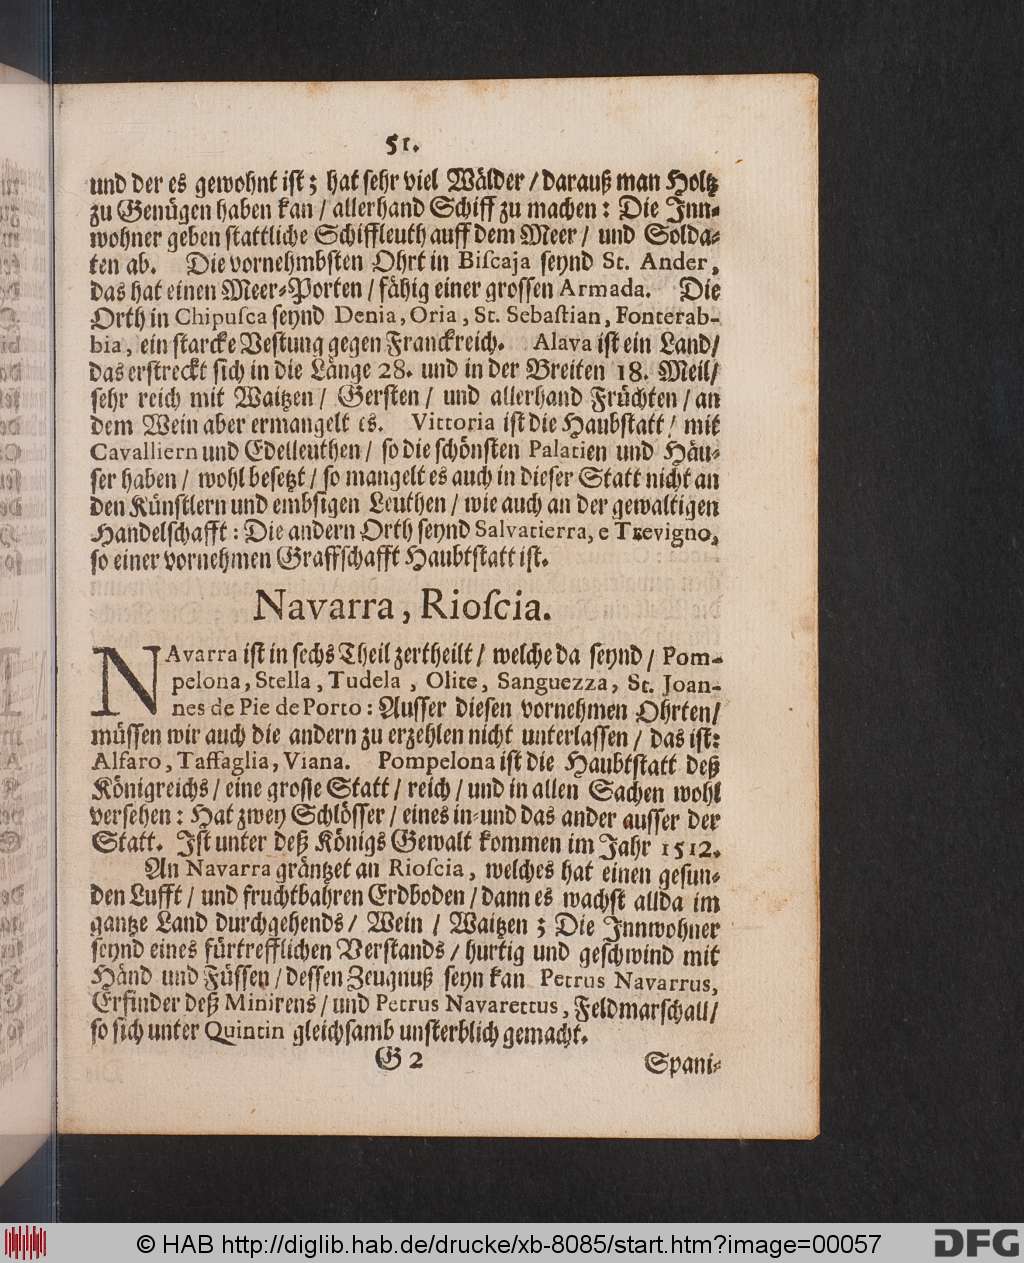 51.
und der es gewohnt iſt; hat ſehr viel Wälder / darauß man Holtz
zu Genügen haben kan / allerhand Schiff zu machen: Die Inn-
wohner geben ſtattliche Schiffleuth auff dem Meer / und Solda-
ten ab. Die vornehmbſten Ohrt in Biſcaja ſeynd St. Ander,
das hat einen Meer-Porten / fähig einer groſſen Armada. Die
Orth in Chipuſca ſeynd Denia, Oria, St. Sebaſtian, Fonterab-
bia, ein ſtarcke Veſtung gegen Franckreich. Alava iſt ein Land /
das erſtreckt ſich in die Länge 28. und in der Breiten 18. Meil /
ſehr reich mit Waitzen / Gerſten / und allerhand Früchten / an
dem Wein aber ermangelt es. Vittoria iſt die Haubſtatt / mit
Cavalliern und Edelleuthen / ſo die ſchönſten Palatien und Häu-
ſer haben / wohl beſetzt / ſo mangelt es auch in dieſer Statt nicht an
den Künſtlern und embſigen Leuthen / wie auch an der gewaltigen
Handelſchafft: Die andern Orth ſeynd Salvatierra, e Trevigno,
ſo einer vornehmen Graffſchafft Haubtſtatt iſt.
Navarra, Rioſcia.
NAvarra iſt in ſechs Theil zertheilt / welche da ſeynd / Pom-
pelona, Stella, Tudela, Olite, Sanguezza, St. Joan-
nes de Pie de Porto: Auſſer dieſen vornehmen Ohrten /
müſſen wir auch die andern zu erzehlen nicht unterlaſſen / das iſt:
Alfaro, Taffaglia, Viana. Pompelona iſt die Haubtſtatt deß
Königreichs / eine groſſe Statt / reich / und in allen Sachen wohl
verſehen: Hat zwey Schlöſſer / eines in- und das ander auſſer der
Statt. Iſt unter deß Königs Gewalt kommen im Jahr 1512.
An Navarra gräntzet an Rioſcia, welches hat einen geſun-
den Lufft / und fruchtbahren Erdboden / dann es wachſt allda im
gantze Land durchgehends / Wein / Waitzen; Die Innwohner
ſeynd eines fürtrefflichen Verſtands / hurtig und geſchwind mit
Händ und Füſſen / deſſen Zeugnuß ſeyn kan Petrus Navarrus,
Erfinder deß Minirens / und Petrus Navarettus, Feldmarſchall /
ſo ſich unter Quintin gleichſamb unſterblich gemacht.
G 2
Spani-
© HAB http://diglib.hab.de/drucke/xb-8085/start.htm?image=00057
DFG